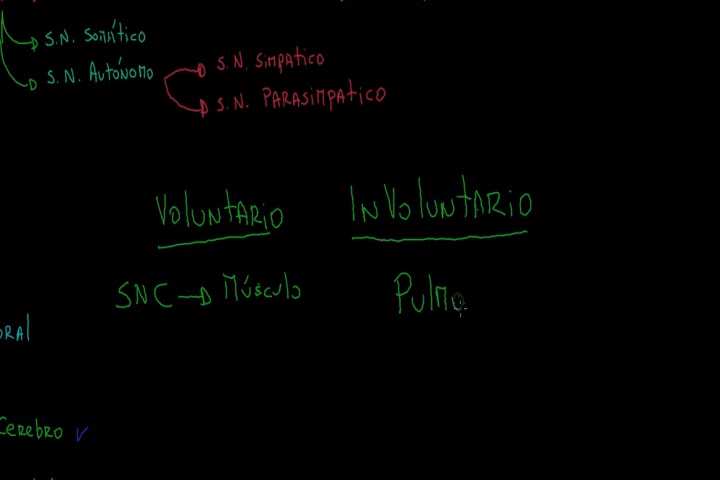 S.N. Somático
S.N. Autónomo
S.N. Simpatico
S.N. Parasimpatico
Voluntario
Involuntario
SNC → Músculo
Pulmo
ORAL
Cerebro ✓